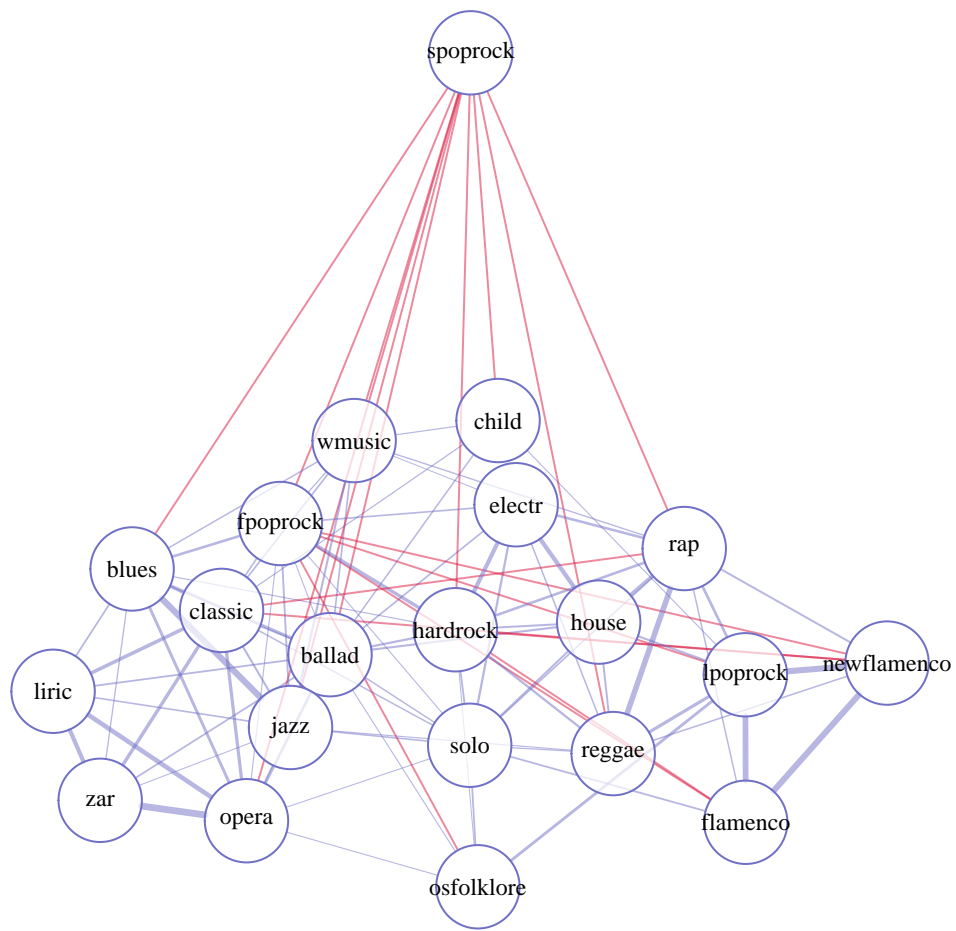 spoprock
child
wmusic
electr
fpoprock
rap
blues
classic
house
hardrock
ballad
newflamenco
lpoprock
liric
jazz
solo
reggae
zar
opera
flamenco
osfolklore